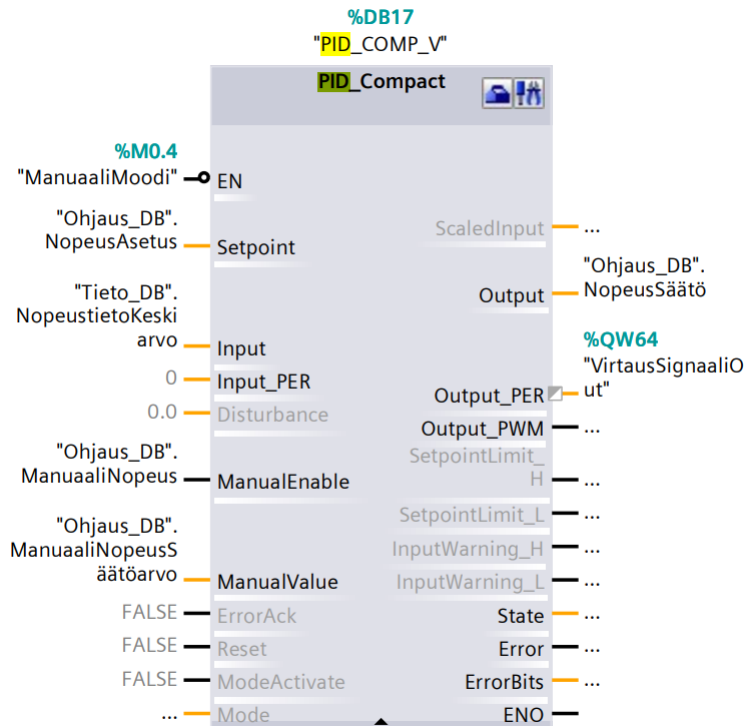 %DB17
"PID_COMP_V"
PID_Compact
%M0.4
"ManuaaliMoodi"
EN
"Ohjaus_DB".
NopeusAsetus
Setpoint
"Tieto_DB".
NopeustietoKeski
arvo
Input
0
Input_PER
0.0
Disturbance
"Ohjaus_DB".
ManuaaliNopeus
ManualEnable
"Ohjaus_DB".
ManuaaliNopeusS
äätöarvo
ManualValue
FALSE
ErrorAck
FALSE
Reset
FALSE
ModeActivate
...
Mode
ScaledInput
...
Output
"Ohjaus_DB".
NopeusSäätö
Output_PER
%QW64
"VirtausSignaaliO
ut"
Output_PWM
...
SetpointLimit_
H
...
SetpointLimit_L
...
InputWarning_H
...
InputWarning_L
...
State
...
Error
...
ErrorBits
...
ENO